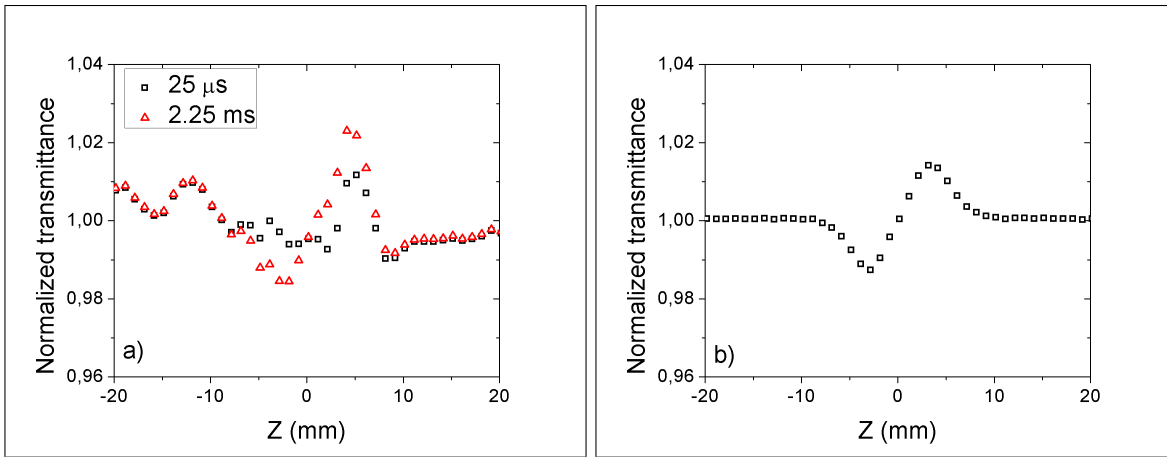 1,04
1,02
1,00
0,98
0,96
-20
-10
0
10
20
Normalized transmittance
Z (mm)
25 μs
2.25 ms
a)
1,04
1,02
1,00
0,98
0,96
-20
-10
0
10
20
Normalized transmittance
Z (mm)
b)